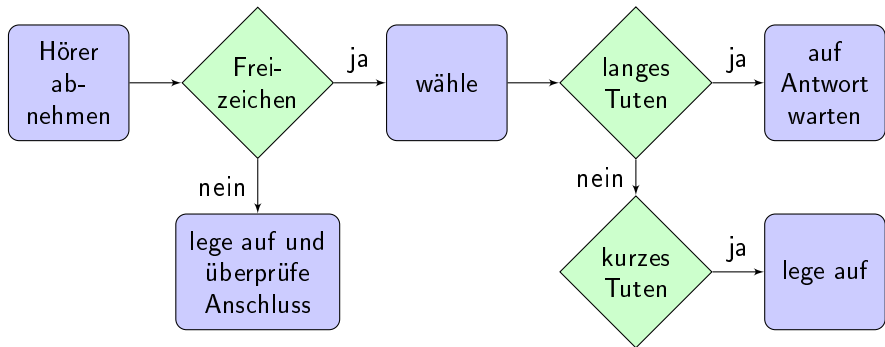 Hörer
ab-
nehmen
Frei-
zeichen
ja
wähle
langes
Tuten
ja
auf
Antwort
warten
nein
lege auf und
überprüfe
Anschluss
nein
kurzes
Tuten
ja
lege auf